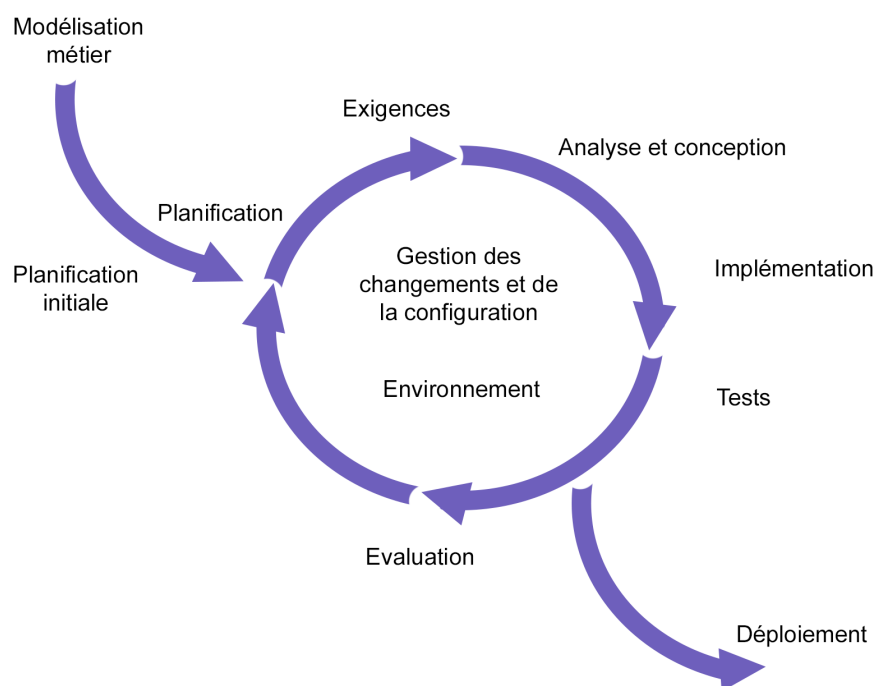 Modélisation
métier
Exigences
Analyse et conception
Planification
Planification
initiale
Gestion des
changements et de
la configuration
Implémentation
Environnement
Tests
Evaluation
Déploiement